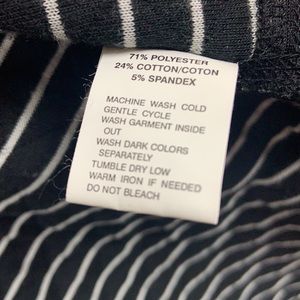 71% POLYESTER
24% COTTON/COTON
5% SPANDEX
MACHINE WASH COLD
GENTLE CYCLE
WASH GARMENT INSIDE
OUT
WASH DARK COLORS
SEPARATELY
TUMBLE DRY LOW
WARM IRON IF NEEDED
DO NOT BLEACH